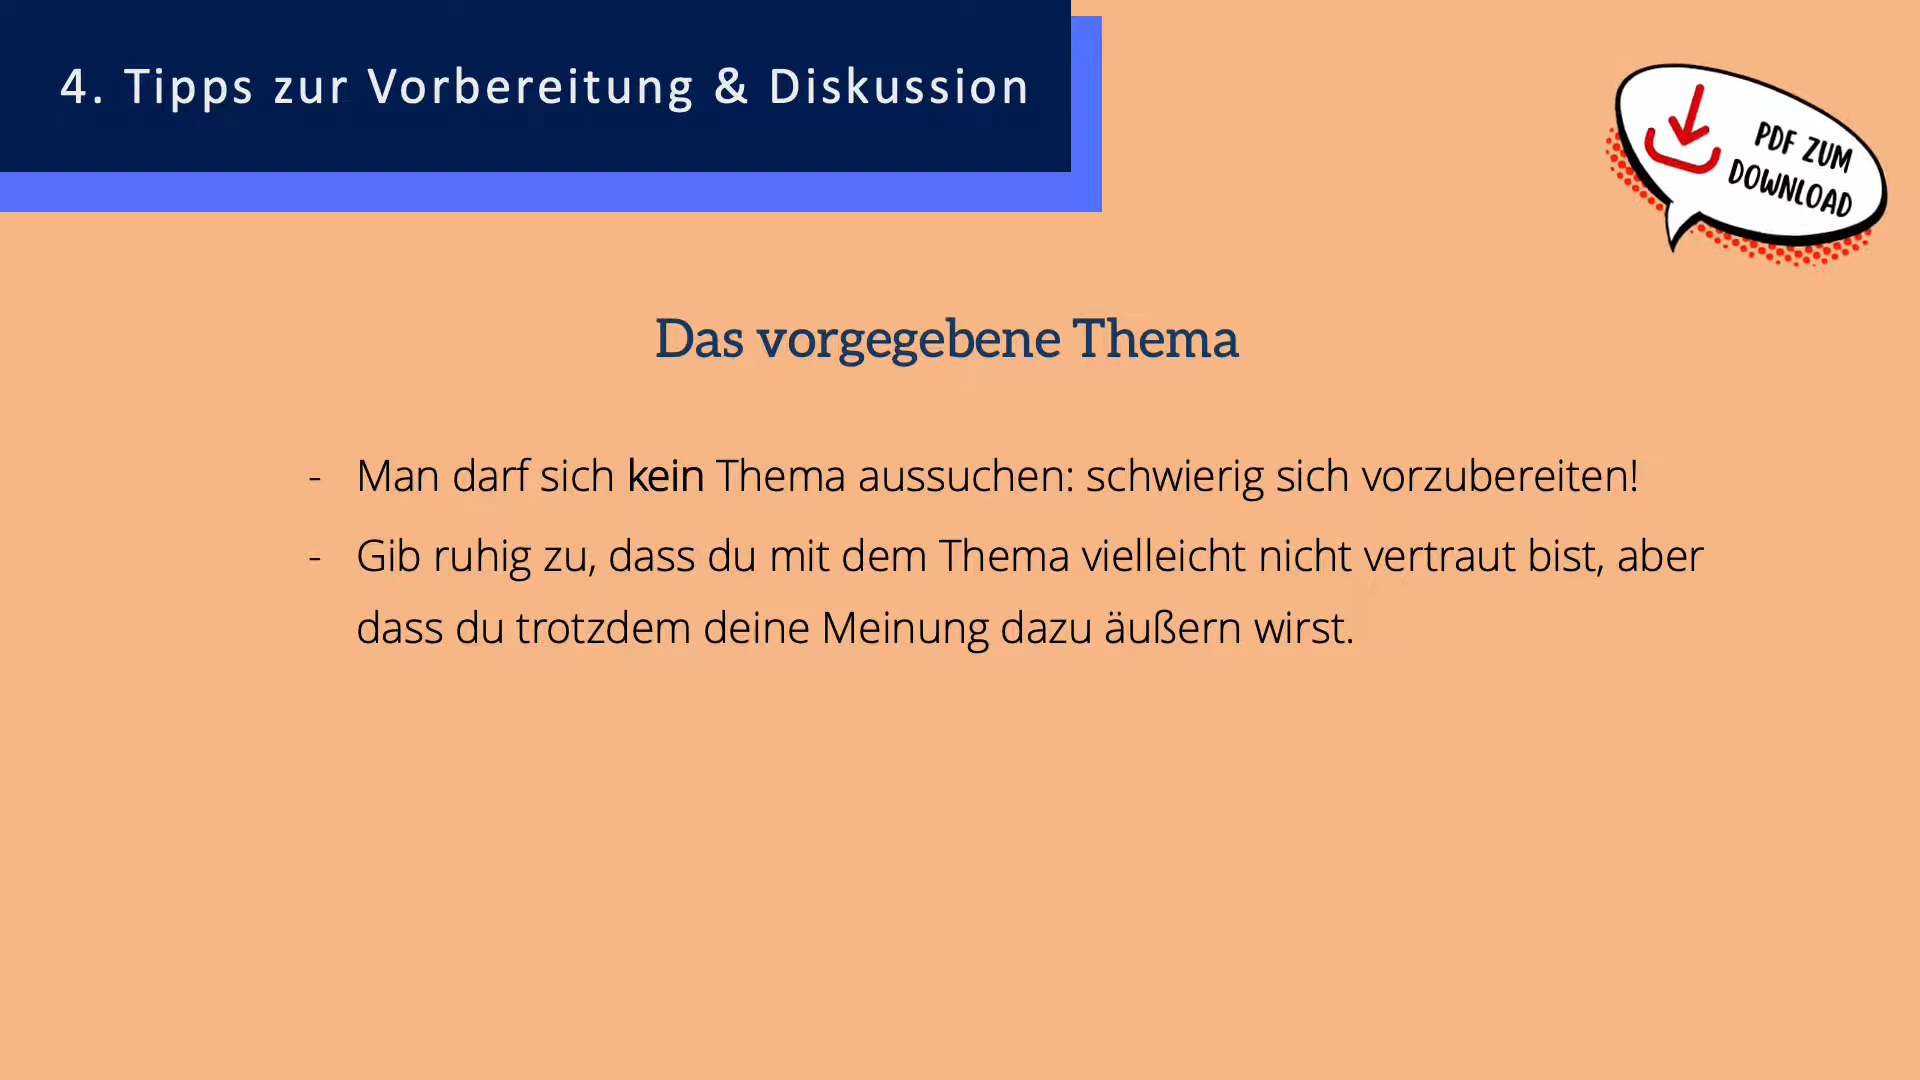 4. Tipps zur Vorbereitung & Diskussion
PDF ZUM
DOWNLOAD
Das vorgegebene Thema
- Man darf sich kein Thema aussuchen: schwierig sich vorzubereiten!
- Gib ruhig zu, dass du mit dem Thema vielleicht nicht vertraut bist, aber
dass du trotzdem deine Meinung dazu äußern wirst.